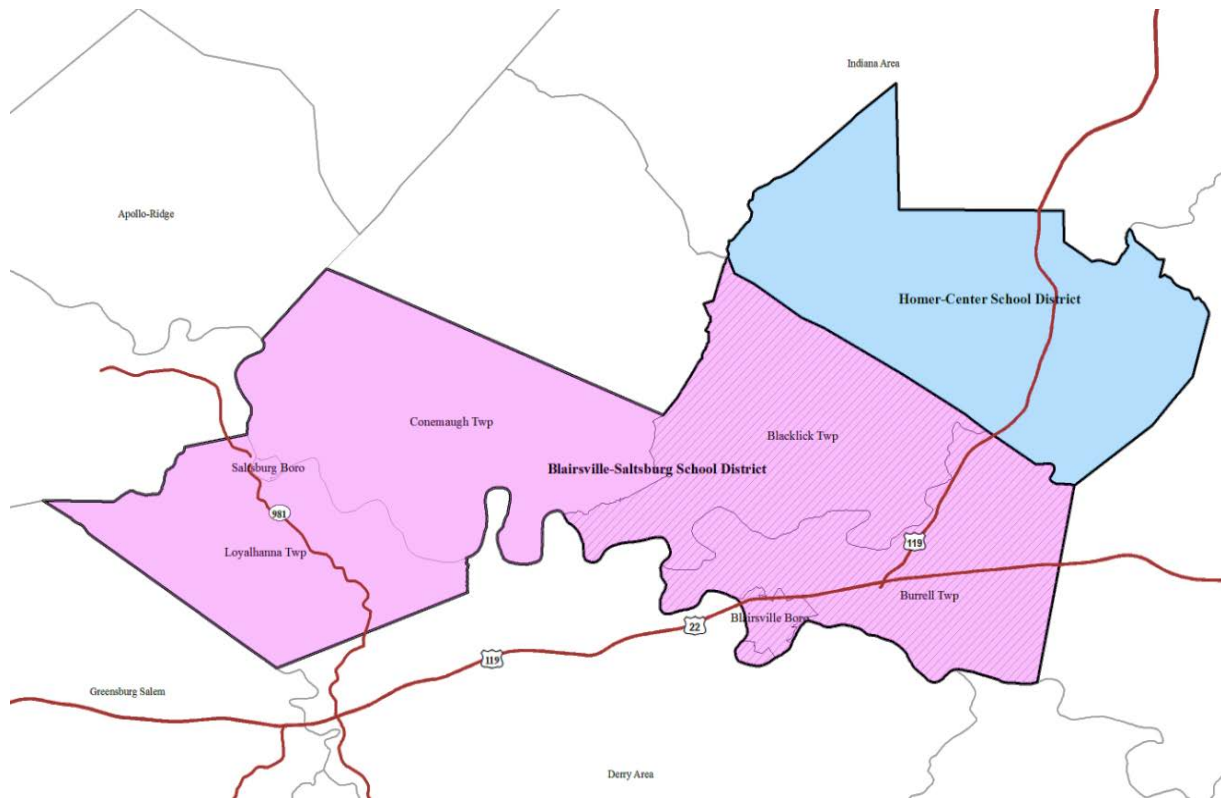 Indiana Area
Apollo-Ridge
Homer-Center School District
Conemaugh Twp
Blacklick Twp
Saltsburg Boro
Blairsville-Saltsburg School District
981
Loyalhanna Twp
119
Burrell Twp
Blairsville Boro
22
119
Greensburg Salem
Derry Area